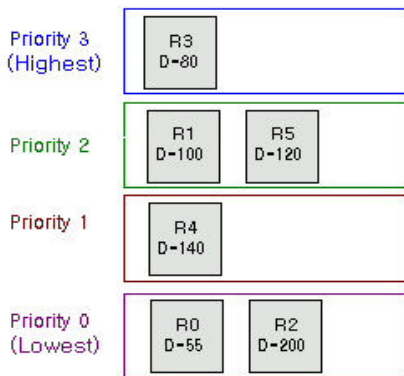 Priority 3
(Highest)
R3
D-80
Priority 2
R1
D-100
R5
D-120
Priority 1
R4
D-140
Priority 0
(Lowest)
R0
D-55
R2
D-200